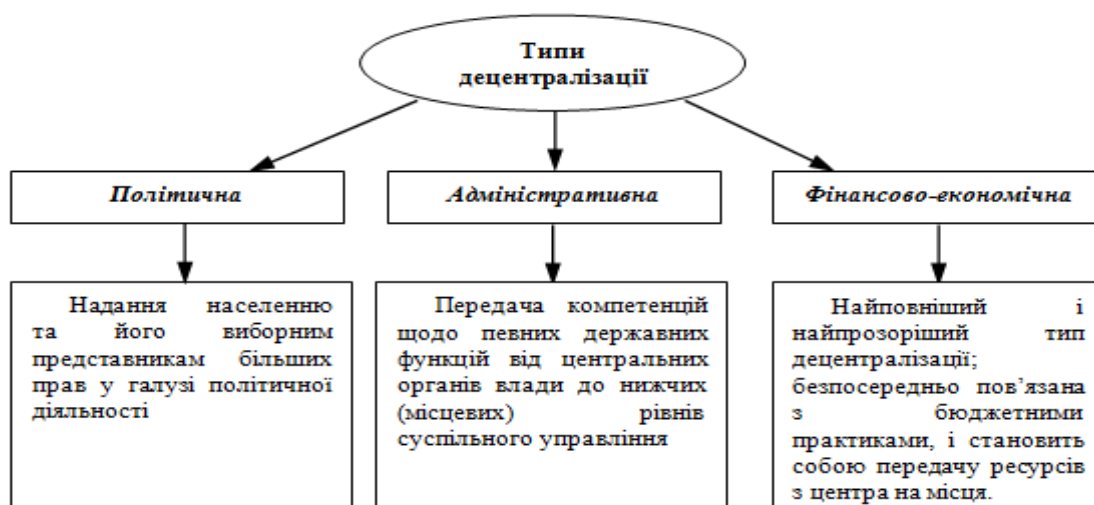 Типи
децентралізації
Політична
Адміністративна
Фінансово-економічна
Надання населенню
та його виборним
представникам більших
прав у галузі політичної
діяльності
Передача компетенцій
щодо певних державних
функцій від центральних
органів влади до нижчих
(місцевих) рівнів
суспільного управління
Найповніший і
найпрозоріший тип
децентралізації;
безпосередньо пов’язана
з бюджетними
практиками, і становить
собою передачу ресурсів
з центра на місця.